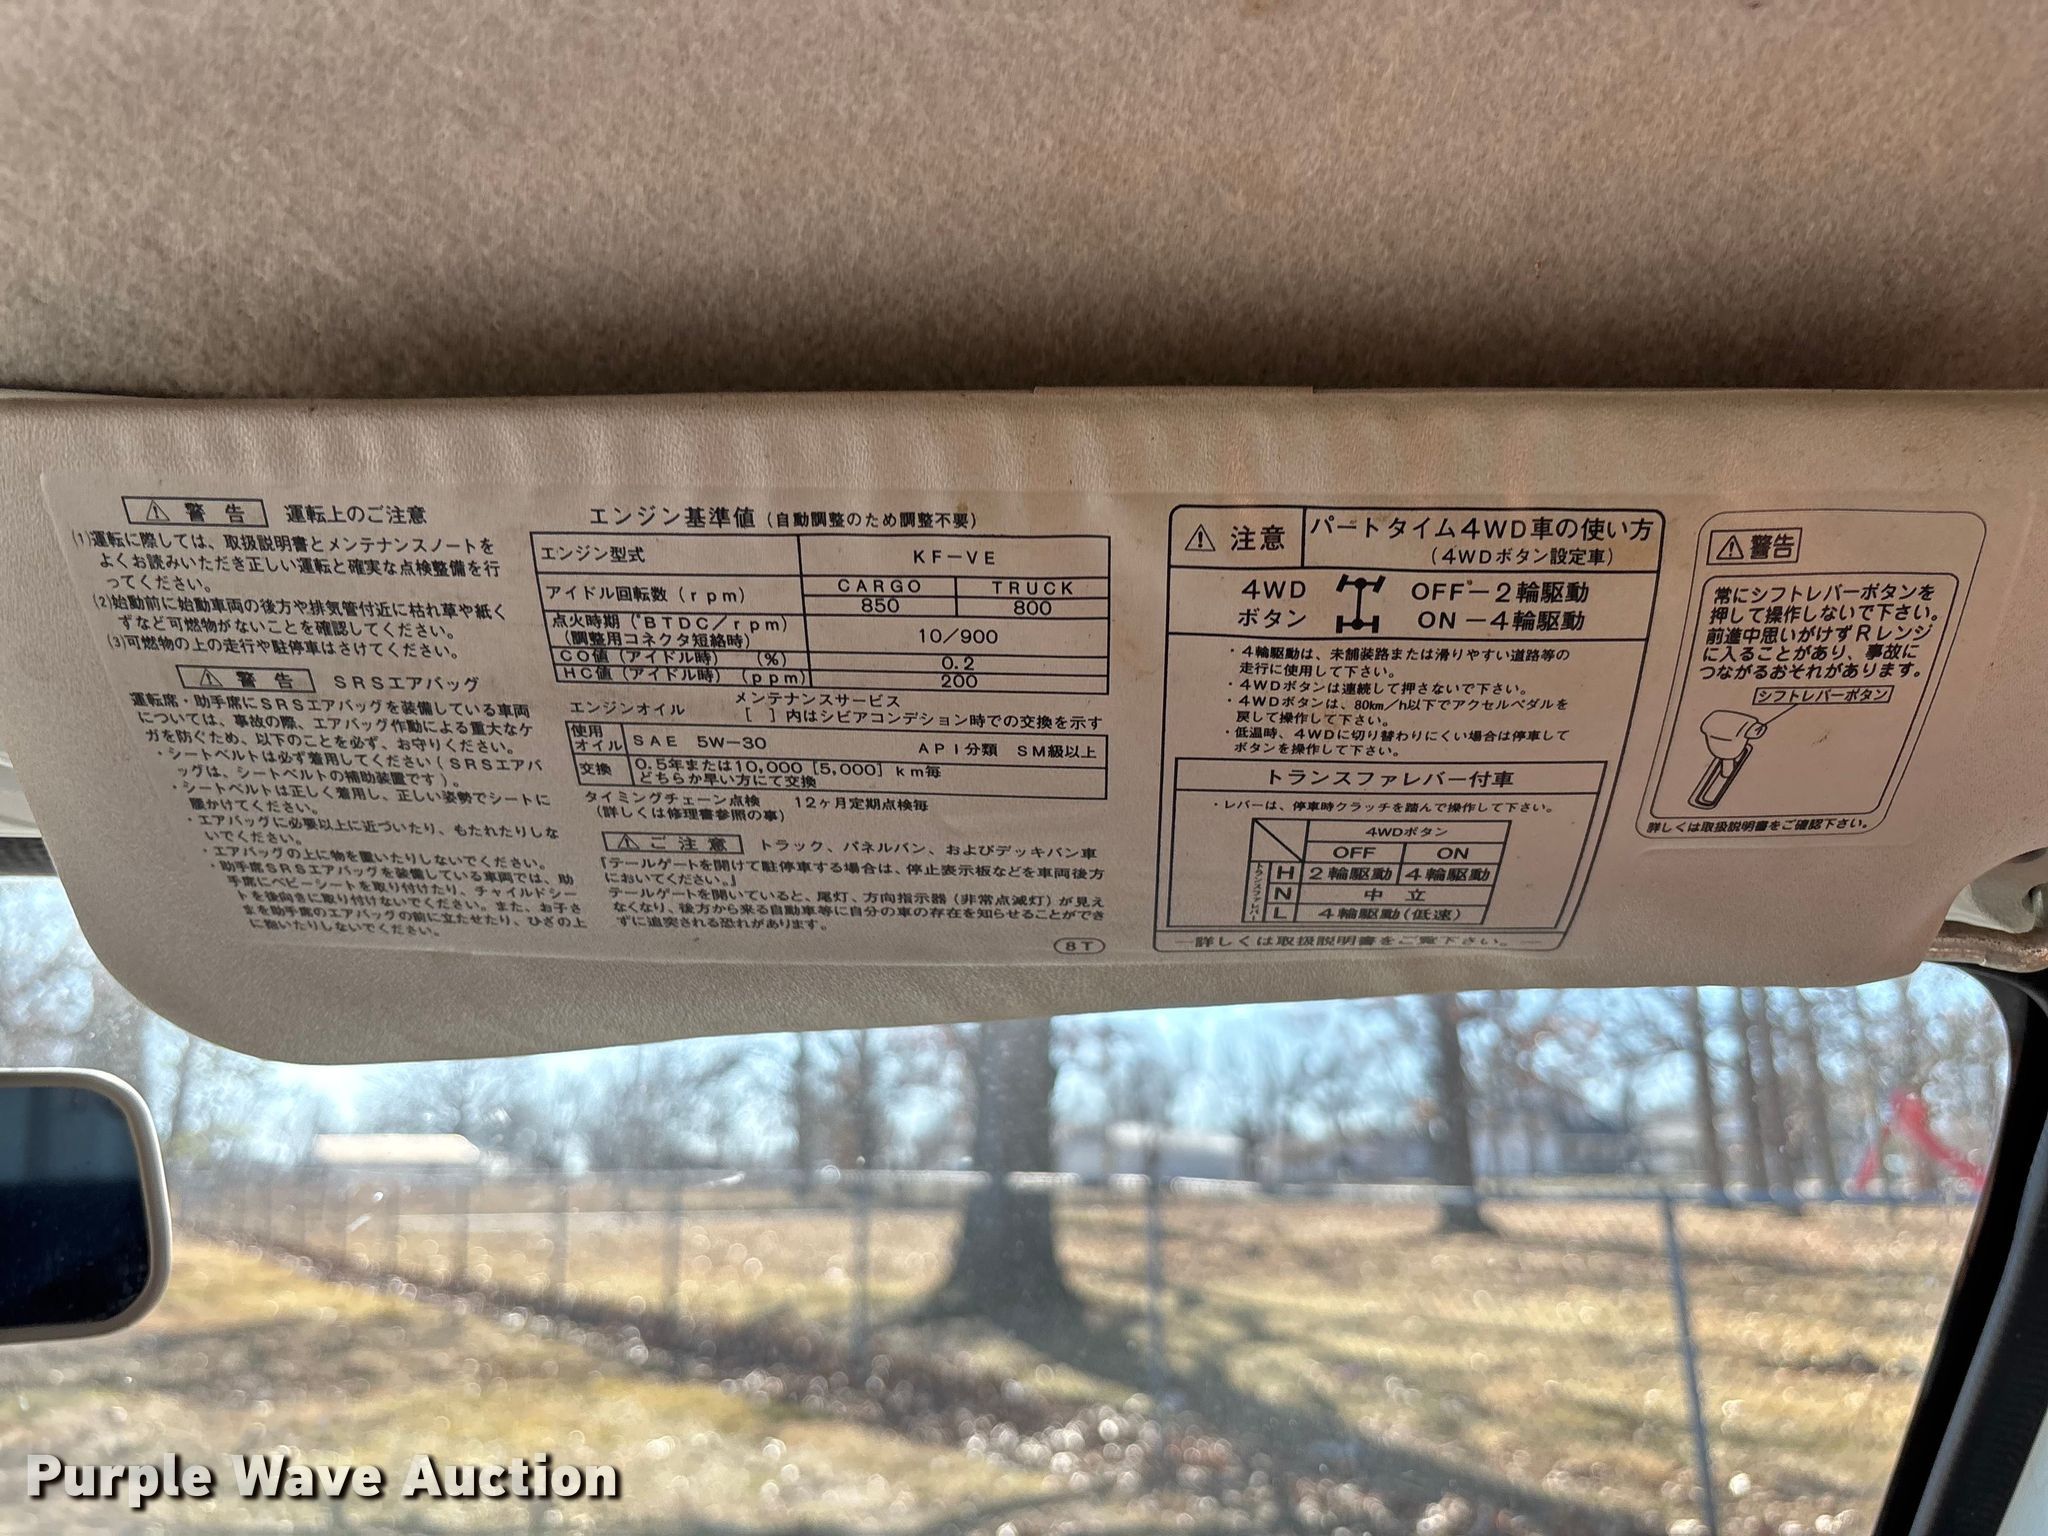 ⚠ 警告 運転上のご注意
(1)運転に際しては、取扱説明書とメンテナンスノートを
よくお読みいただき正しい運転と確実な点検整備を行
ってください。
(2)始動前に始動車両の後方や排気管付近に枯れ草や紙く
ずなど可燃物がないことを確認してください。
(3)可燃物の上の走行や駐停車はさけてください。
⚠ 警告 SRSエアバッグ
運転席・助手席にSRSエアバッグを装備している車両
については、事故の際、エアバッグ作動による重大なケ
ガを防ぐため、以下のことを必ず、お守りください。
・シートベルトは必ず着用してください(SRSエアバ
ッグは、シートベルトの補助装置です)。
・シートベルトは正しく着用し、正しい姿勢でシートに
腰かけてください。
・エアバッグに必要以上に近づいたり、もたれたりしな
いでください。
・エアバッグの上に物を置いたりしないでください。
・助手席SRSエアバッグを装備している車両では、助
手席にベビーシートを取り付けたり、チャイルドシー
トを後向きに取り付けないでください。また、お子さ
まを助手席のエアバッグの前に立たせたり、ひざの上
に抱いたりしないでください。
エンジン基準値(自動調整のため調整不要)
エンジン型式 KF-VE
アイドル回転数(rpm) CARGO TRUCK
850 800
点火時期(°BTDC/rpm)
(調整用コネクタ短絡時) 10/900
CO値(アイドル時) (%) 0.2
HC値(アイドル時) (ppm) 200
メンテナンスサービス
エンジンオイル [ ]内はシビアコンデション時での交換を示す
使用
オイル SAE 5W-30 API分類 SM級以上
交換 0.5年または10,000 [5,000] km毎
どちらか早い方にて交換
タイミングチェーン点検 12ヶ月定期点検毎
(詳しくは修理書参照の事)
⚠ ご注意 トラック、パネルバン、およびデッキバン車
『テールゲートを開けて駐停車する場合は、停止表示板などを車両後方
においてください。』
テールゲートを開いていると、尾灯、方向指示器(非常点滅灯)が見え
なくなり、後方から来る自動車等に自分の車の存在を知らせることができ
ずに追突される恐れがあります。
8T
⚠ 注意 パートタイム4WD車の使い方
(4WDボタン設定車)
4WD OFF-2輪駆動
ボタン ON-4輪駆動
・4輪駆動は、未舗装路または滑りやすい道路等の
走行に使用して下さい。
・4WDボタンは連続して押さないで下さい。
・4WDボタンは、80km/h以下でアクセルペダルを
戻して操作して下さい。
・低温時、4WDに切り替わりにくい場合は停車して
ボタンを操作して下さい。
トランスファレバー付車
・レバーは、停車時クラッチを踏んで操作して下さい。
4WDボタン
OFF ON
トランスファレバー
H 2輪駆動 4輪駆動
N 中立
L 4輪駆動(低速)
―詳しくは取扱説明書をご覧下さい。―
⚠ 警告
常にシフトレバーボタンを
押して操作しないで下さい。
前進中思いがけずRレンジ
に入ることがあり、事故に
つながるおそれがあります。
シフトレバーボタン
詳しくは取扱説明書をご確認下さい。
Purple Wave Auction